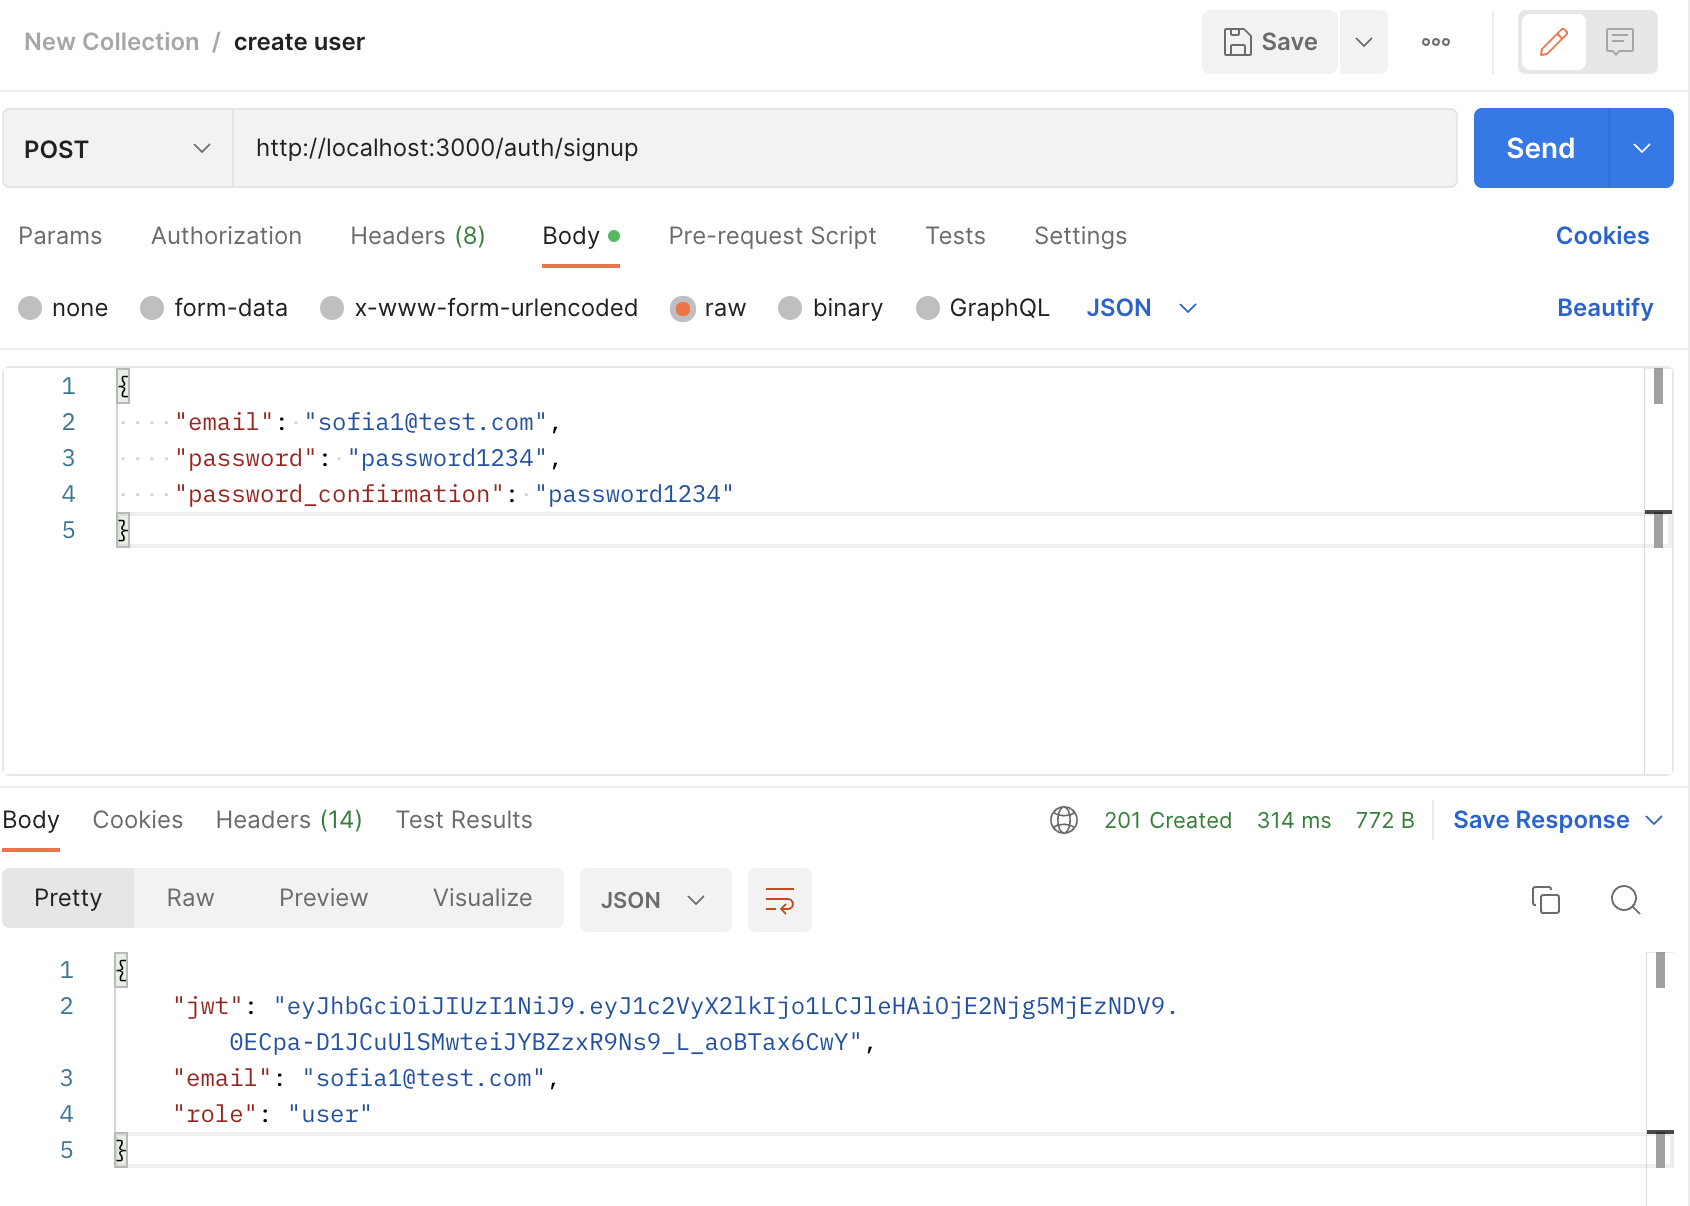 New Collection / create user
Save
POST
http://localhost:3000/auth/signup
Send
Params Authorization Headers (8) Body Pre-request Script Tests Settings Cookies
none form-data x-www-form-urlencoded raw binary GraphQL JSON Beautify
1 {
2 "email": "sofia1@test.com",
3 "password": "password1234",
4 "password_confirmation": "password1234"
5 }
Body Cookies Headers (14) Test Results 201 Created 314 ms 772 B Save Response
Pretty Raw Preview Visualize JSON
1 {
2 "jwt": "eyJhbGciOiJIUzI1NiJ9.eyJ1c2VyX2lkIjo1LCJleHAiOjE2Njg5MjEzNDV9.
0ECpa-D1JCuUlSMwteiJYBZzxR9Ns9_L_aoBTax6CwY",
3 "email": "sofia1@test.com",
4 "role": "user"
5 }